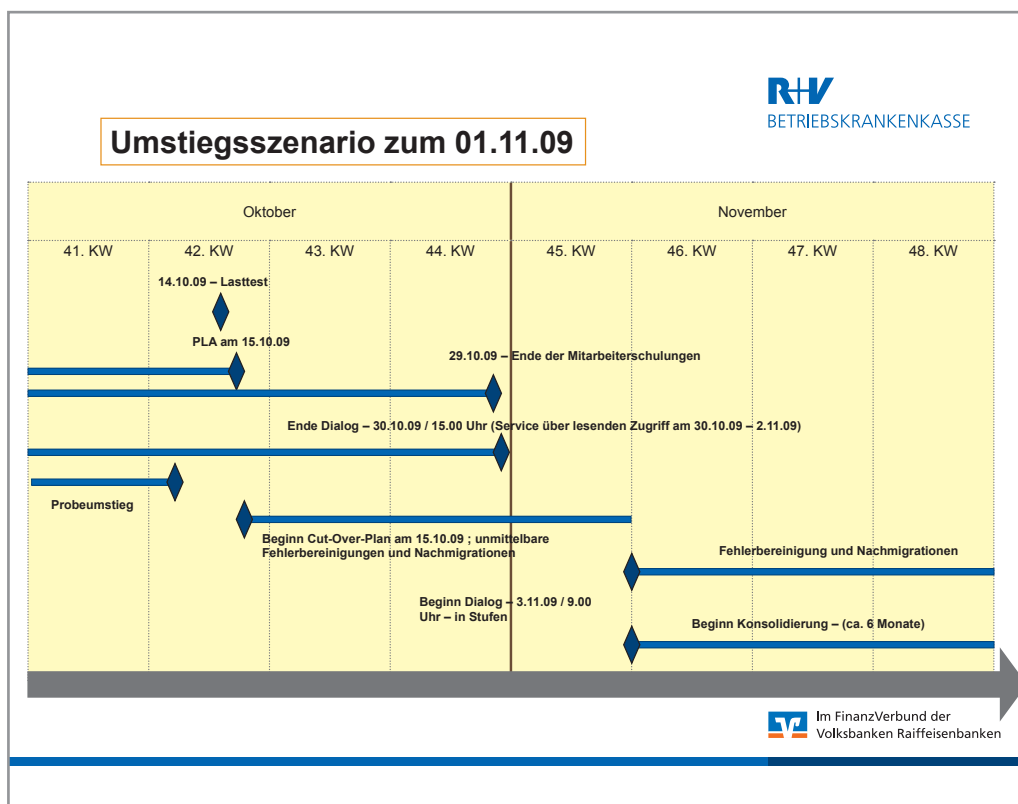 R+V
BETRIEBSKRANKENKASSE
Umstiegsszenario zum 01.11.09
Oktober
November
41. KW
42. KW
43. KW
44. KW
45. KW
46. KW
47. KW
48. KW
14.10.09 – Lasttest
PLA am 15.10.09
29.10.09 – Ende der Mitarbeiterschulungen
Ende Dialog – 30.10.09 / 15.00 Uhr (Service über lesenden Zugriff am 30.10.09 – 2.11.09)
Probeumstieg
Beginn Cut-Over-Plan am 15.10.09 ; unmittelbare
Fehlerbereinigungen und Nachmigrationen
Fehlerbereinigung und Nachmigrationen
Beginn Dialog – 3.11.09 / 9.00
Uhr – in Stufen
Beginn Konsolidierung – (ca. 6 Monate)
Im FinanzVerbund der
Volksbanken Raiffeisenbanken